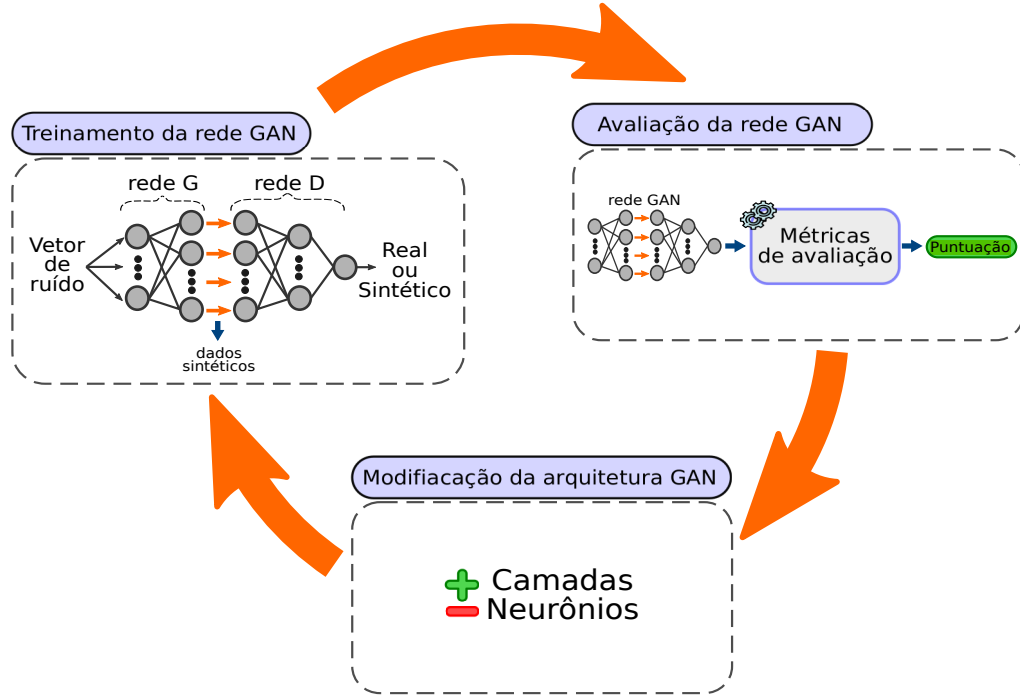 Treinamento da rede GAN
rede G
rede D
Vetor
de
ruído
Real
ou
Sintético
dados
sintéticos
Avaliação da rede GAN
rede GAN
Métricas
de avaliação
Puntuação
Modifiacação da arquitetura GAN
Camadas
Neurônios